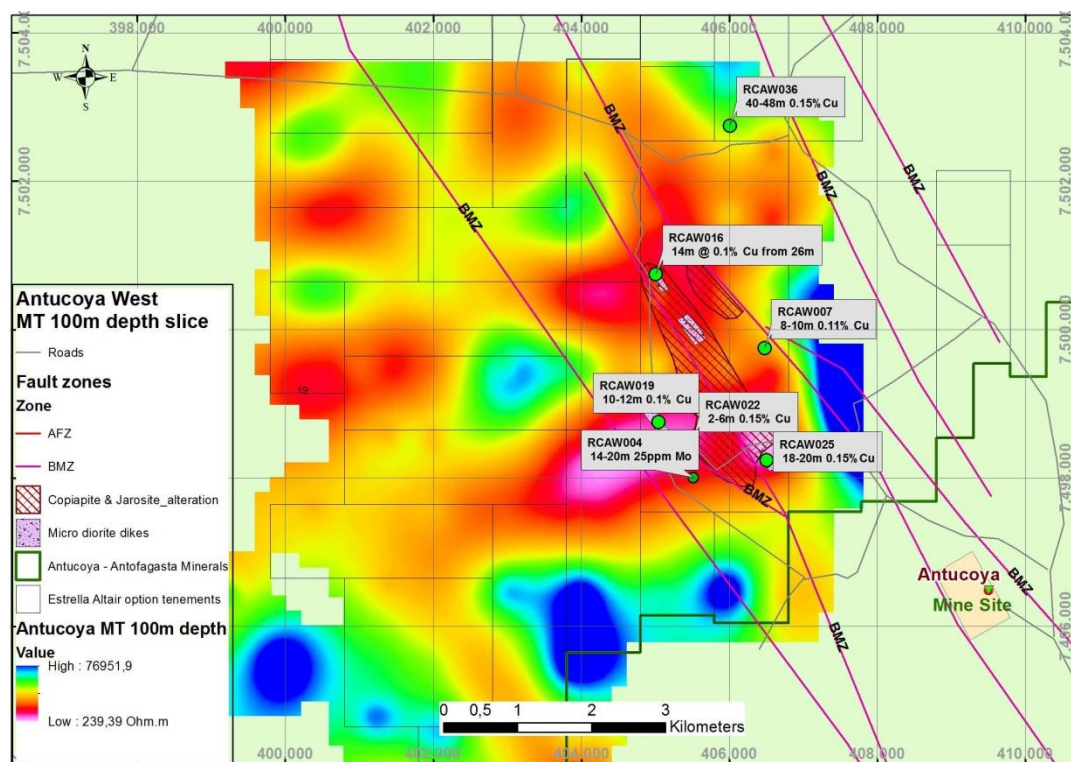 398.000 400.000 402.000 404.000 406.000 408.000 410.000
7.504.000
7.504.000
N
W E
S
RCAW036
40-48m 0.15% Cu
BMZ
BMZ
BMZ
BMZ
7.502.000
7.502.000
RCAW016
14m @ 0.1% Cu from 26m
Antucoya West
MT 100m depth slice
Roads
Fault zones
Zone
AFZ
BMZ
Copiapite & Jarosite_alteration
Micro diorite dikes
Antucoya - Antofagasta Minerals
Estrella Altair option tenements
Antucoya MT 100m depth
Value
High : 76951,9
Low : 239,39 Ohm.m
RCAW007
8-10m 0.11% Cu
7.500.000
19
RCAW019
10-12m 0.1% Cu
RCAW022
2-6m 0.15% Cu
RCAW004
14-20m 25ppm Mo
RCAW025
18-20m 0.15% Cu
7.498.000
BMZ
Antucoya
Mine Site
BMZ
BMZ
7.496.000
0 0,5 1 2 3
Kilometers
400.000 402.000 404.000 406.000 408.000 410.000